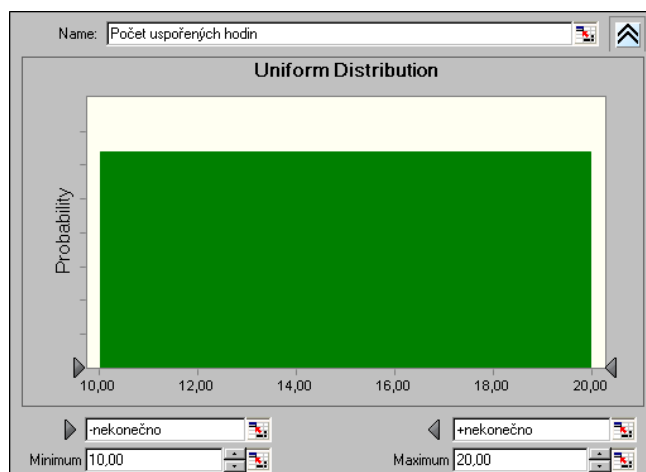 Name: Počet uspořených hodin
Uniform Distribution
Probability
10,00 12,00 14,00 16,00 18,00 20,00
-nekonečno +nekonečno
Minimum 10,00 Maximum 20,00